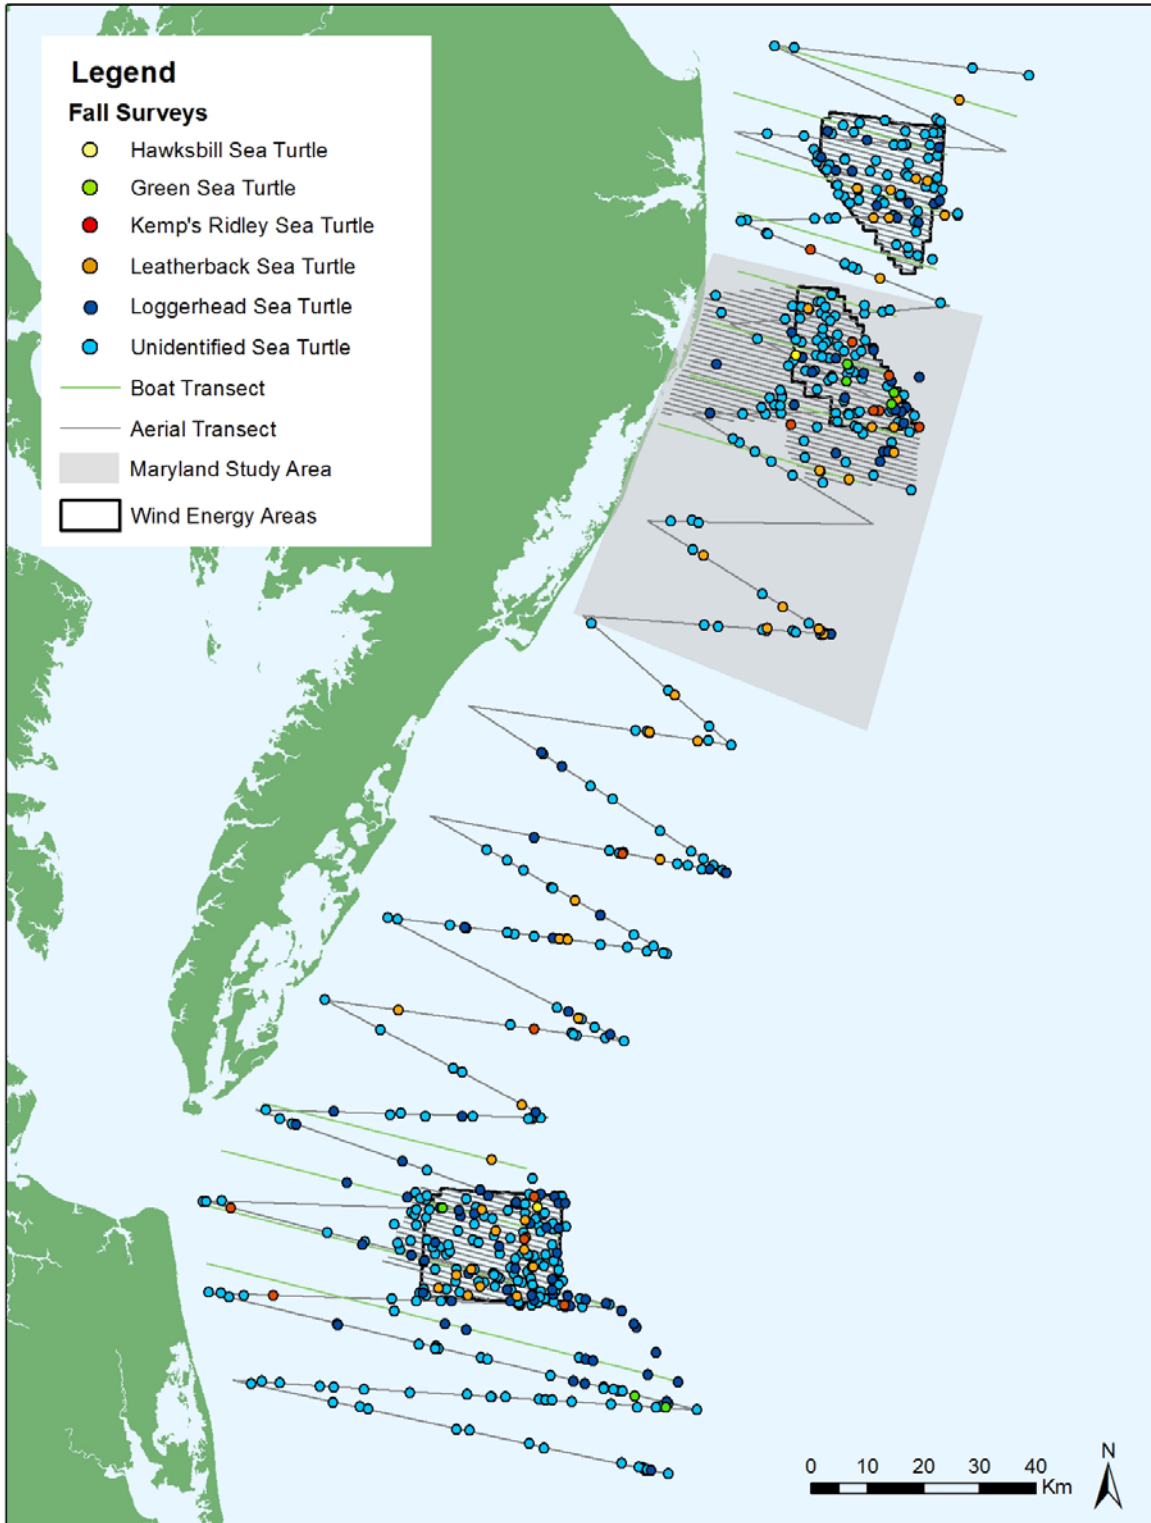 Legend
Fall Surveys
Hawksbill Sea Turtle
Green Sea Turtle
Kemp's Ridley Sea Turtle
Leatherback Sea Turtle
Loggerhead Sea Turtle
Unidentified Sea Turtle
Boat Transect
Aerial Transect
Maryland Study Area
Wind Energy Areas
N
0 10 20 30 40
Km